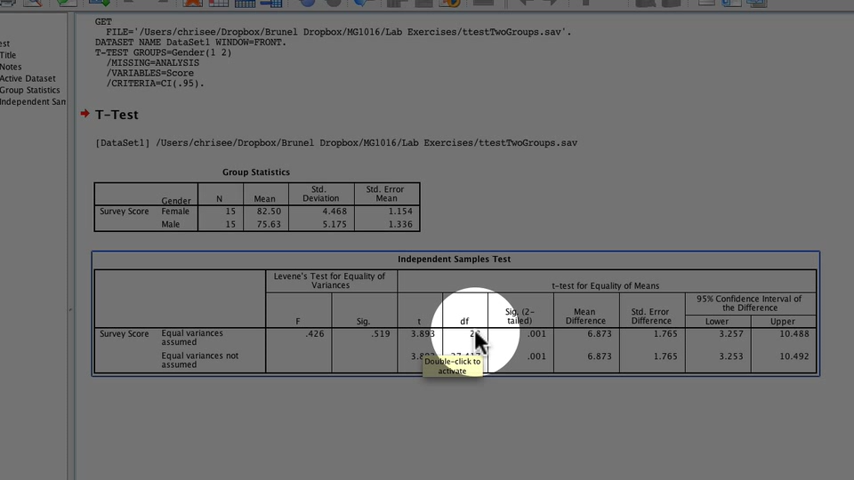 GET
FILE='/Users/chrisee/Dropbox/Brunel Dropbox/MG1016/Lab Exercises/ttestTwoGroups.sav'.
DATASET NAME DataSet1 WINDOW=FRONT.
T-TEST GROUPS=Gender(1 2)
/MISSING=ANALYSIS
/VARIABLES=Score
/CRITERIA=CI(.95).
est
Title
Notes
Active Dataset
Group Statistics
Independent Sam
T-Test
[DataSet1] /Users/chrisee/Dropbox/Brunel Dropbox/MG1016/Lab Exercises/ttestTwoGroups.sav
Group Statistics
Gender N Mean Std. Deviation Std. Error Mean
Survey Score Female 15 82.50 4.468 1.154
Male 15 75.63 5.175 1.336
Independent Samples Test
Levene's Test for Equality of Variances t-test for Equality of Means
F Sig. t df Sig. (2-tailed) Mean Difference Std. Error Difference 95% Confidence Interval of the Difference
Lower Upper
Survey Score Equal variances assumed .426 .519 3.893 .001 6.873 1.765 3.257 10.488
Equal variances not assumed .001 6.873 1.765 3.253 10.492
Double-click to
activate